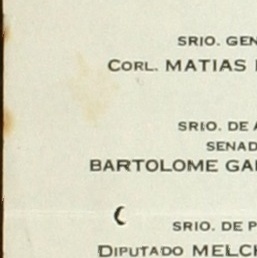 SRIO. GEN
CORL. MATIAS
SRIO. DE A
SENAD
BARTOLOME GA
SRIO. DE P
DIPUTADO MELCH